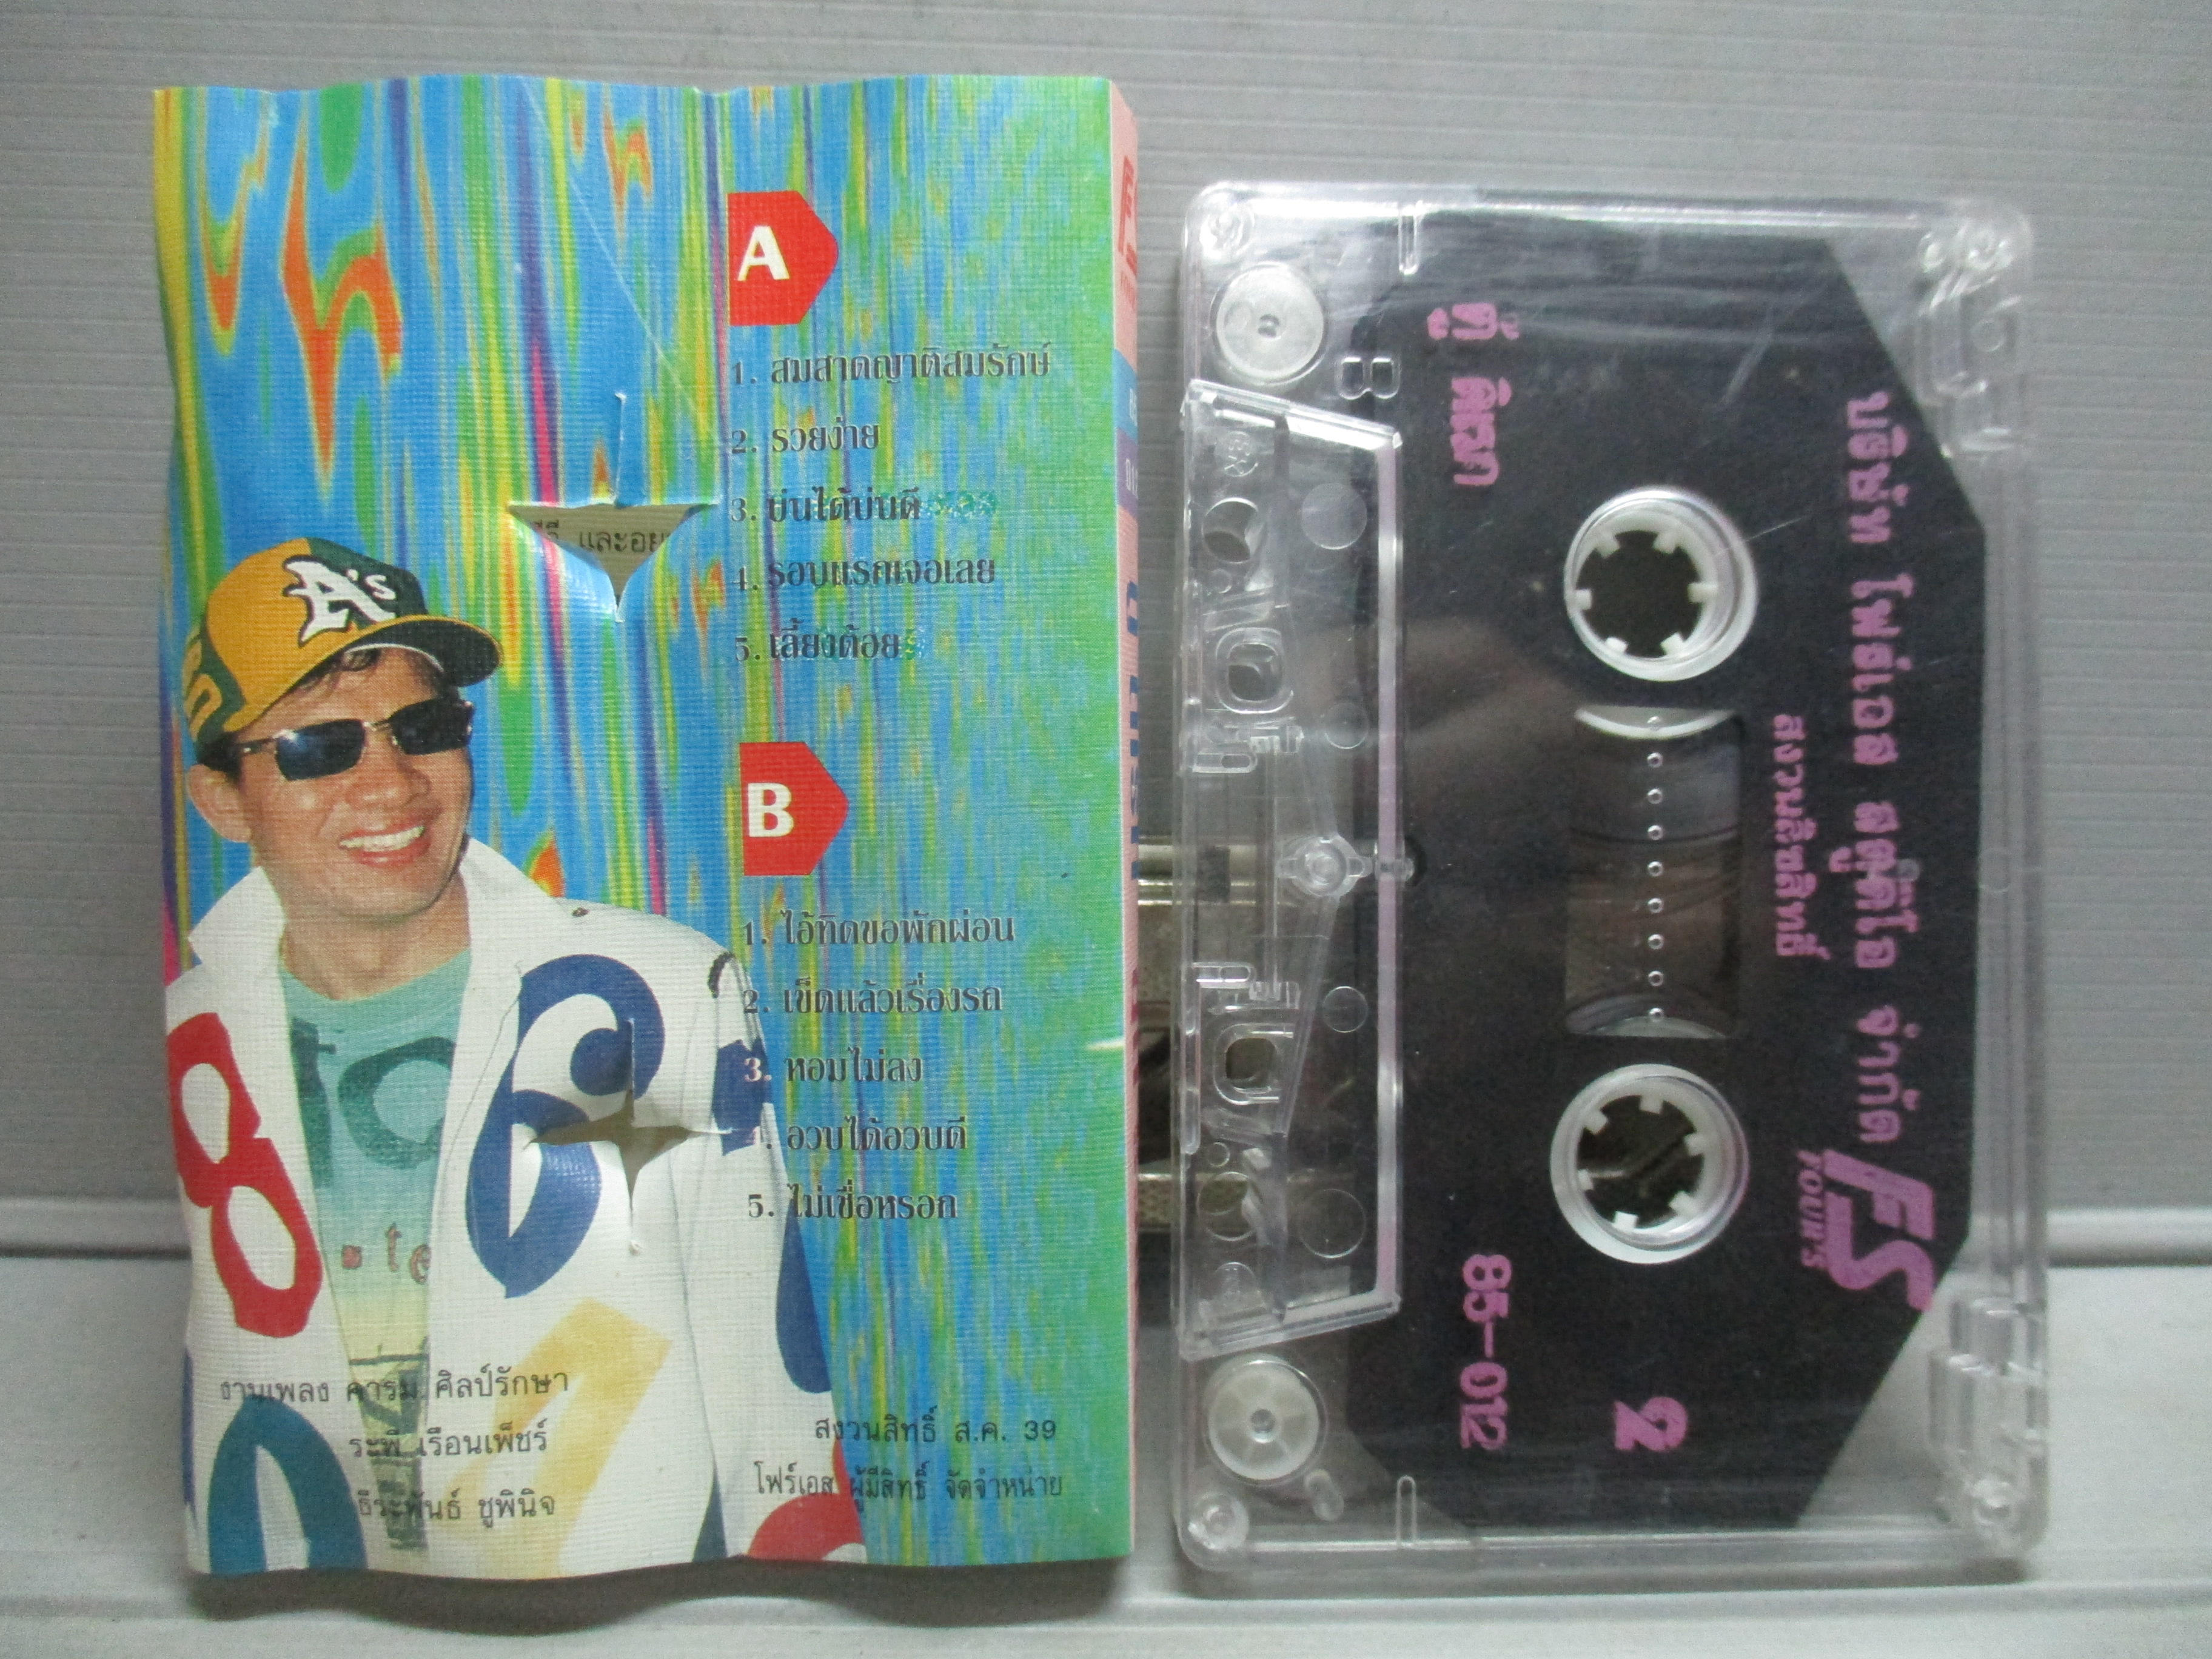 A
1. สมสาดญาติสมรักษ์
2. รวยง่าย
3. บ่นได้บ่นดี
4. รอบแรกเจอเลย
5. เลี้ยงต้อย
B
1. ไอ้ทิดขอพักผ่อน
2. เข็ดแล้วเรื่องรถ
3. หอมไม่ลง
4. อวบได้อวบดี
5. ไม่เชื่อหรอก
และอย
A's
งานเพลง คารม ศิลป์รักษา
ระพี เรือนเพ็ชร์
ธีระพันธ์ ชูพินิจ
สงวนสิทธิ์ ส.ค. 39
โฟร์เอส ผู้มีสิทธิ์ จัดจำหน่าย
B
ตู้ ดิเรก
85-012
2
สงวนลิขสิทธิ์
บริษัท โฟร์เอส สตูดิโอ จำกัด
FS
FOUR'S